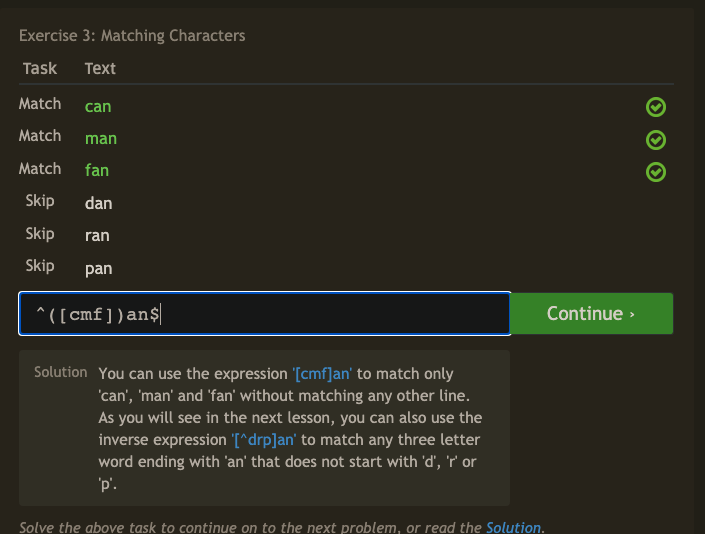 Exercise 3: Matching Characters
Task Text
Match can
Match man
Match fan
Skip dan
Skip ran
Skip pan
^([cmf])an$
Continue ›
Solution You can use the expression '[cmf]an' to match only
'can', 'man' and 'fan' without matching any other line.
As you will see in the next lesson, you can also use the
inverse expression '[^drp]an' to match any three letter
word ending with 'an' that does not start with 'd', 'r' or
'p'.
Solve the above task to continue on to the next problem, or read the Solution.